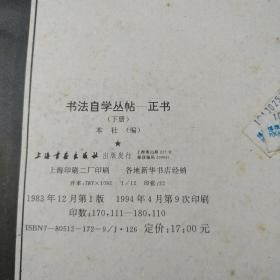 书法自学丛帖—正书
(下册)
本社 (编)
★
上海书画出版社 出版发行
上海印刷二厂印刷 各地新华书店经销
开本:787×1092 1/12 印张:52
1983年12月第1版 1994年4月第9次印刷
印数:170,111—180,110
ISBN7—80512—172—9/J·126 定价:17,00元